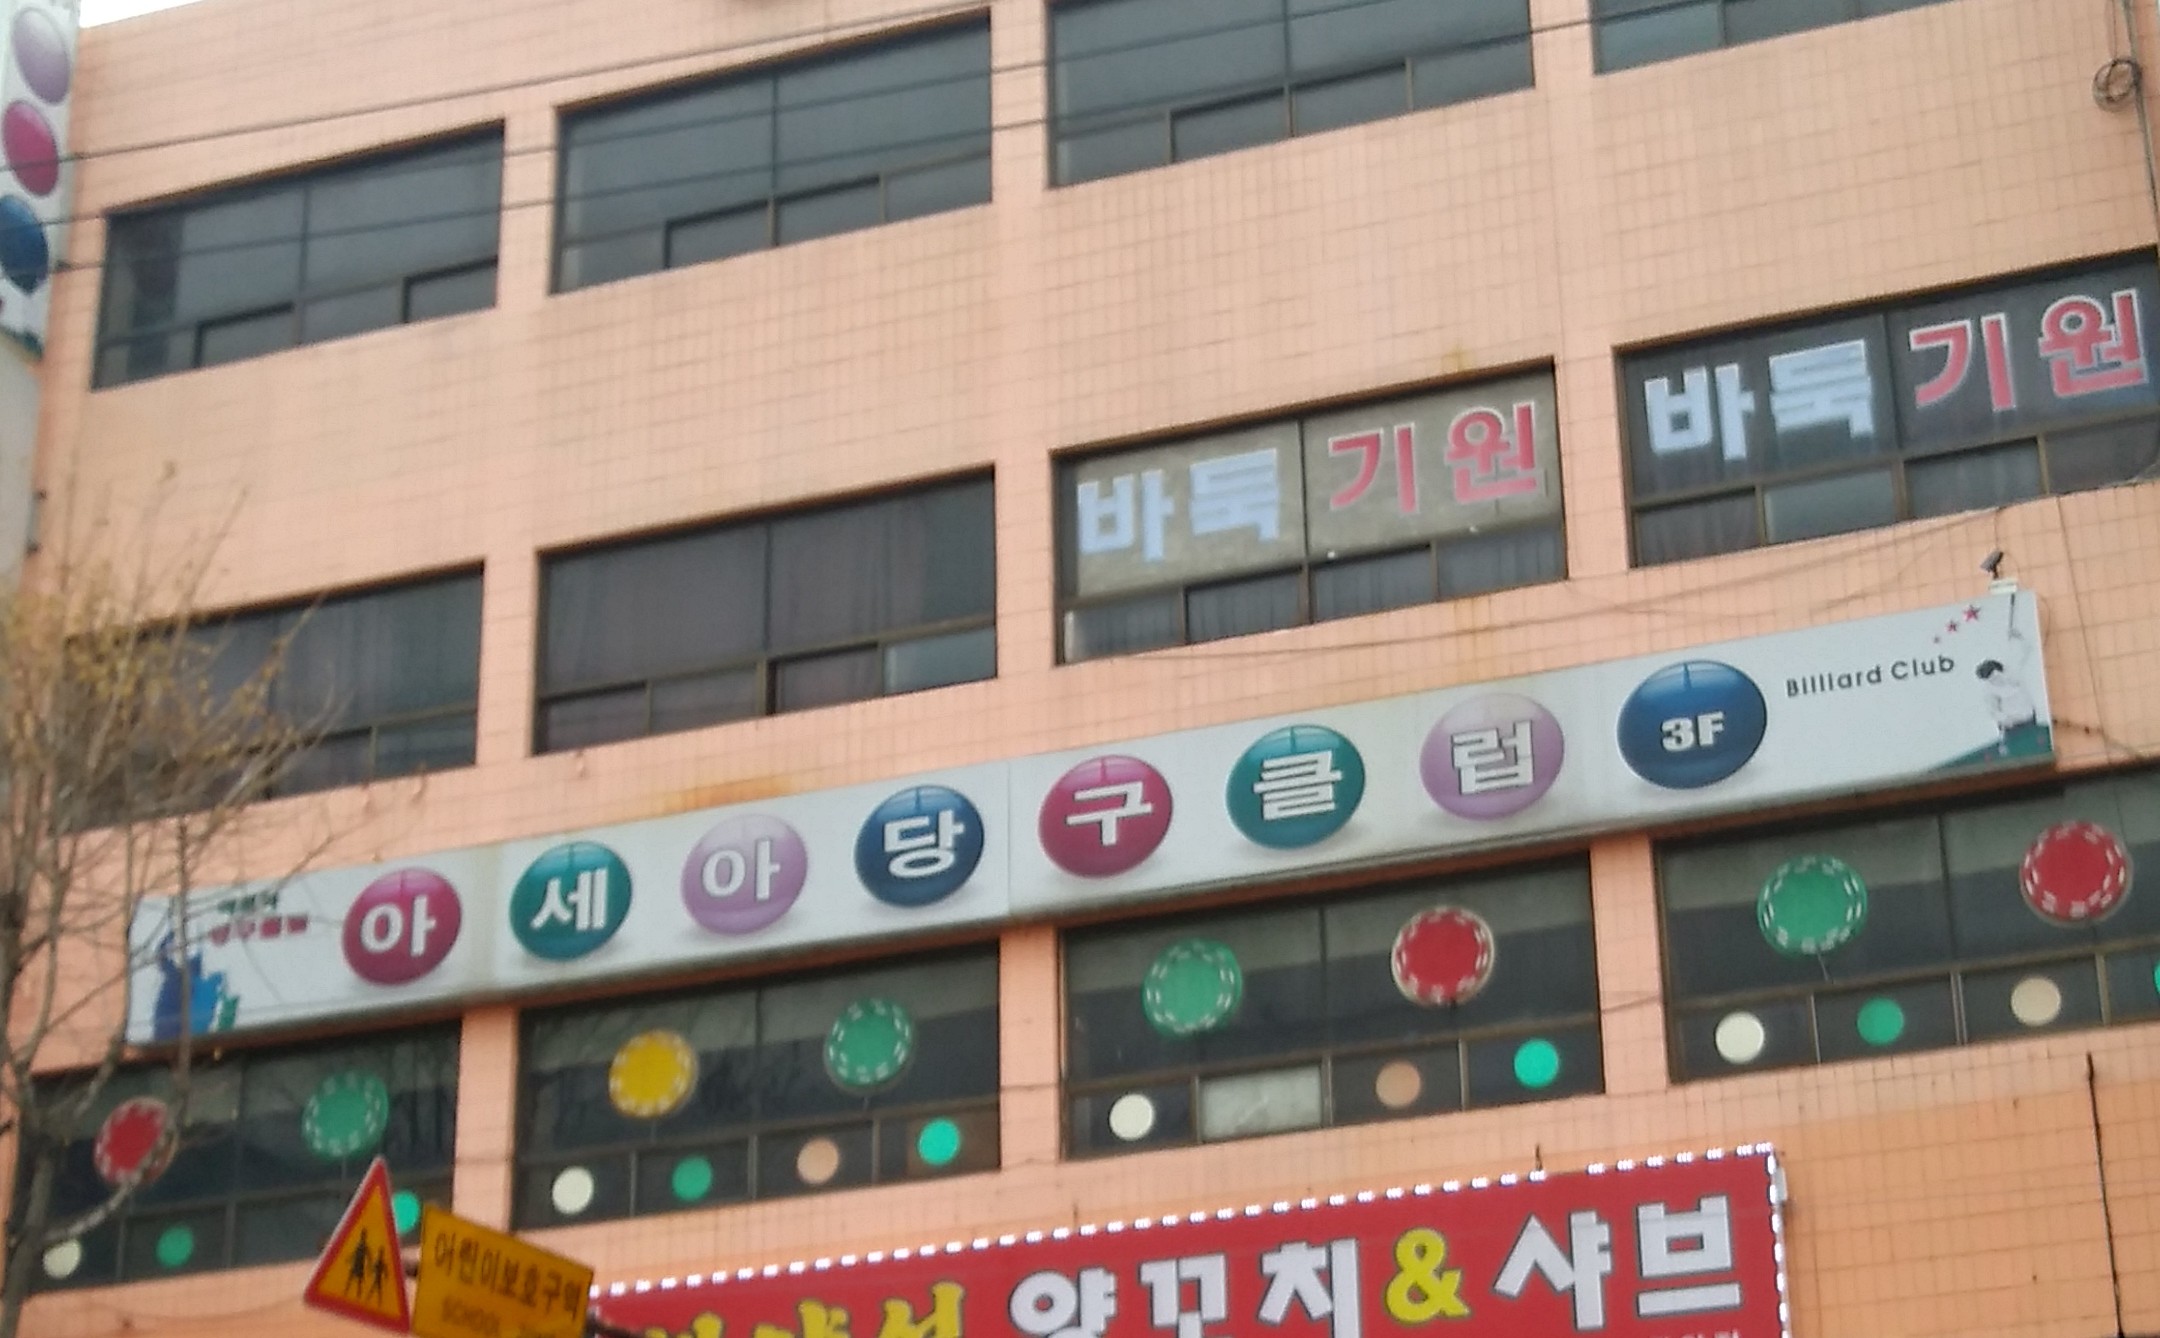 바둑 기원
바둑 기원
Billiard Club
아세아당구클럽 3F
양꼬치&샤브
어린이보호구역
SCHOOL